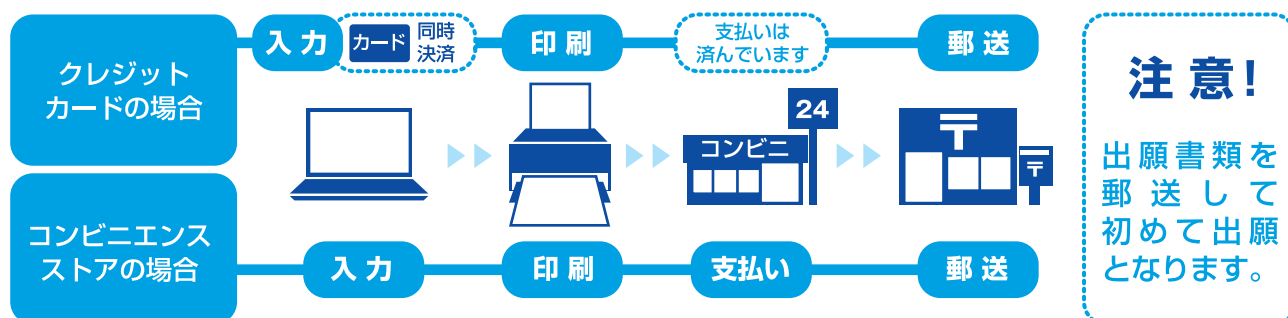 クレジット
カードの場合
入力
カード
同時
決済
印刷
支払いは
済んでいます
郵送
24
コンビニ
〒
〒
コンビニエンス
ストアの場合
入力
印刷
支払い
郵送
注意!
出願書類を
郵送して
初めて出願
となります。